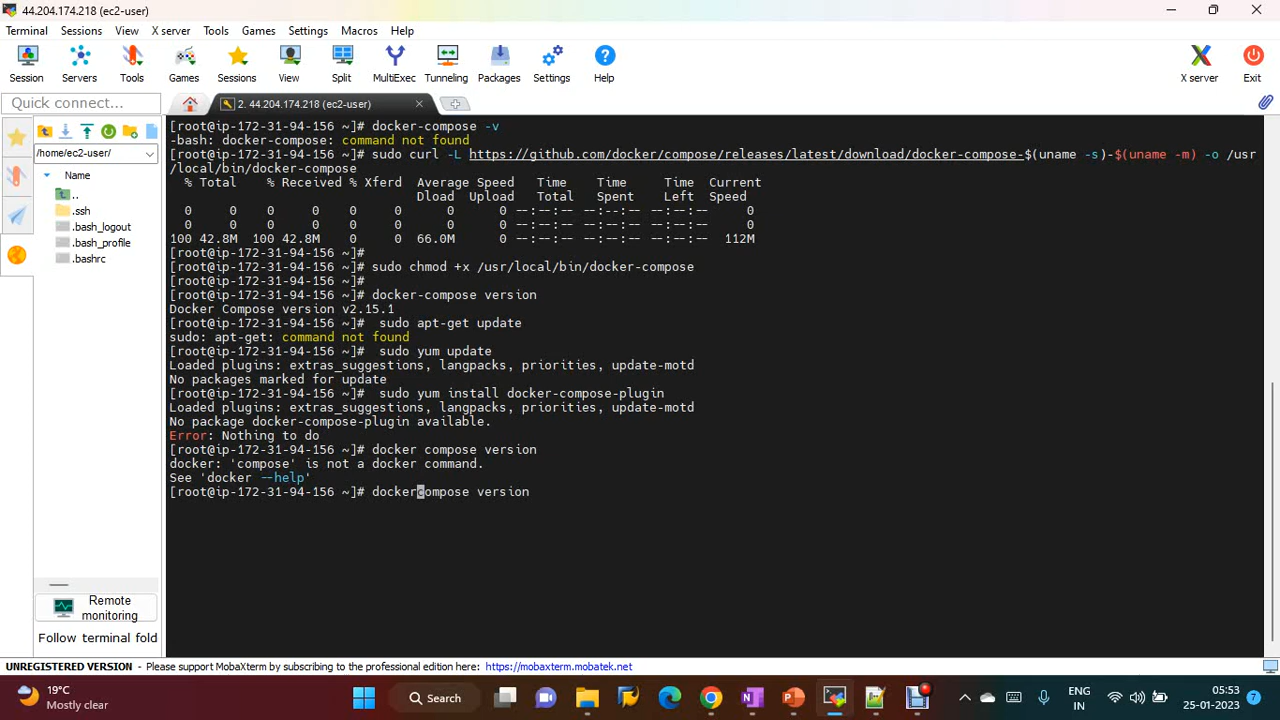 44.204.174.218 (ec2-user)
Terminal Sessions View X server Tools Games Settings Macros Help
Session Servers Tools Games Sessions View Split MultiExec Tunneling Packages Settings Help X server Exit
Quick connect...
2. 44.204.174.218 (ec2-user)
/home/ec2-user/
Name
..
.ssh
.bash_logout
.bash_profile
.bashrc
Remote
monitoring
Follow terminal fold
[root@ip-172-31-94-156 ~]# docker-compose -v
-bash: docker-compose: command not found
[root@ip-172-31-94-156 ~]# sudo curl -L https://github.com/docker/compose/releases/latest/download/docker-compose-$(uname -s)-$(uname -m) -o /usr
/local/bin/docker-compose
% Total % Received % Xferd Average Speed Time Time Time Current
Dload Upload Total Spent Left Speed
0 0 0 0 0 0 0 0 --:--:-- --:--:-- --:--:-- 0
0 0 0 0 0 0 0 0 --:--:-- --:--:-- --:--:-- 0
100 42.8M 100 42.8M 0 0 66.0M 0 --:--:-- --:--:-- --:--:-- 112M
[root@ip-172-31-94-156 ~]#
[root@ip-172-31-94-156 ~]# sudo chmod +x /usr/local/bin/docker-compose
[root@ip-172-31-94-156 ~]#
[root@ip-172-31-94-156 ~]# docker-compose version
Docker Compose version v2.15.1
[root@ip-172-31-94-156 ~]# sudo apt-get update
sudo: apt-get: command not found
[root@ip-172-31-94-156 ~]# sudo yum update
Loaded plugins: extras_suggestions, langpacks, priorities, update-motd
No packages marked for update
[root@ip-172-31-94-156 ~]# sudo yum install docker-compose-plugin
Loaded plugins: extras_suggestions, langpacks, priorities, update-motd
No package docker-compose-plugin available.
Error: Nothing to do
[root@ip-172-31-94-156 ~]# docker compose version
docker: 'compose' is not a docker command.
See 'docker --help'
[root@ip-172-31-94-156 ~]# dockercompose version
UNREGISTERED VERSION - Please support MobaXterm by subscribing to the professional edition here: https://mobaxterm.mobatek.net
19°C
Mostly clear
Search
ENG
IN
05:53
25-01-2023
7